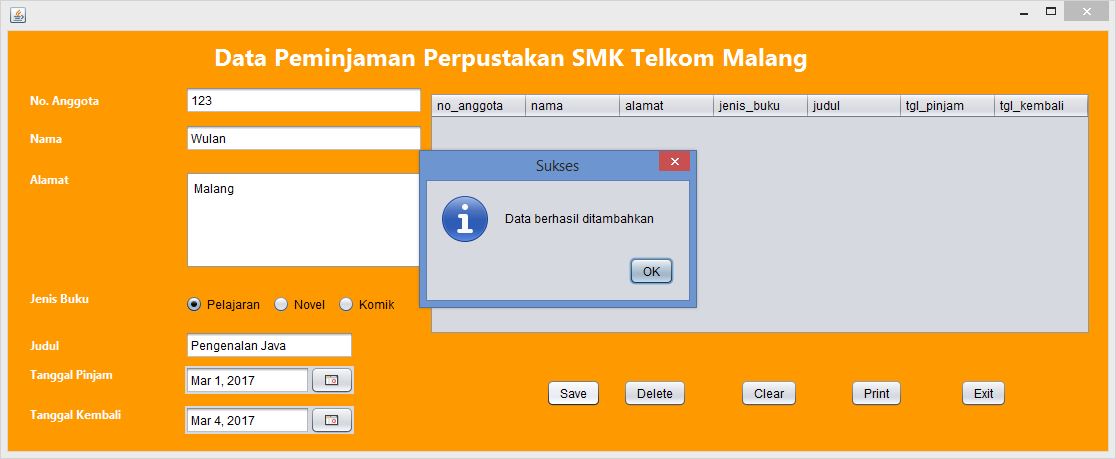 Data Peminjaman Perpustakan SMK Telkom Malang
No. Anggota 123
Nama Wulan
Alamat Malang
Jenis Buku Pelajaran Novel Komik
Judul Pengenalan Java
Tanggal Pinjam Mar 1, 2017
Tanggal Kembali Mar 4, 2017
no_anggota nama alamat jenis_buku judul tgl_pinjam tgl_kembali
Sukses
Data berhasil ditambahkan
OK
Save Delete Clear Print Exit